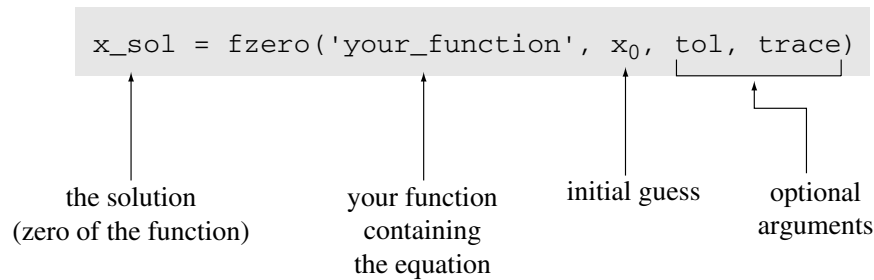 x_sol = fzero('your_function', x₀, tol, trace)
the solution
(zero of the function)
your function
containing
the equation
initial guess
optional
arguments